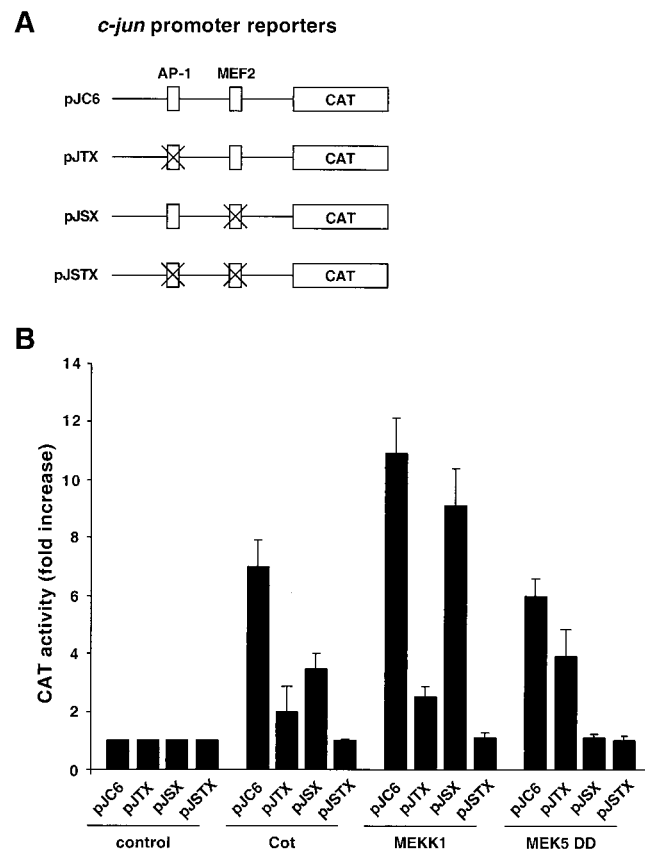 A
c-jun promoter reporters
AP-1 MEF2
pJC6 CAT
pJTX CAT
pJSX CAT
pJSTX CAT
B
CAT activity (fold increase)
14
12
10
8
6
4
2
0
pJC6 pJTX pJSX pJSTX pJC6 pJTX pJSX pJSTX pJC6 pJTX pJSX pJSTX pJC6 pJTX pJSX pJSTX
control Cot MEKK1 MEK5 DD